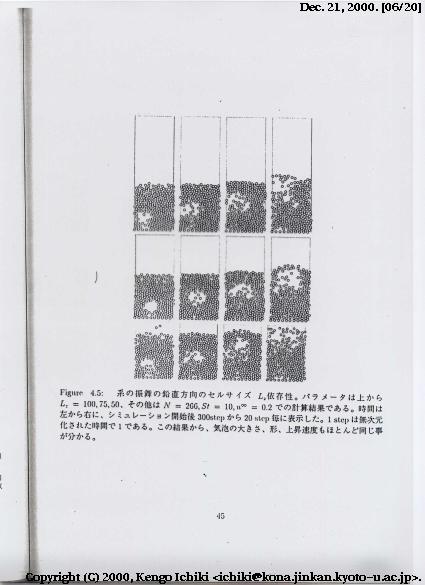 Dec. 21, 2000. [06/20]
Figure 4.5: 系の振舞の鉛直方向のセルサイズ Lz依存性。パラメータは上から
Lz = 100,75,50、その他は N = 266,St = 10,n∞ = 0.2 での計算結果である。時間は
左から右に、シミュレーション開始後 300step から 20 step 毎に表示した。1 step は無次元
化された時間で 1 である。この結果から、気泡の大きさ、形、上昇速度もほとんど同じ事
が分かる。
45
Copyright (C) 2000, Kengo Ichiki <ichiki@kona.jinkan.kyoto-u.ac.jp>.